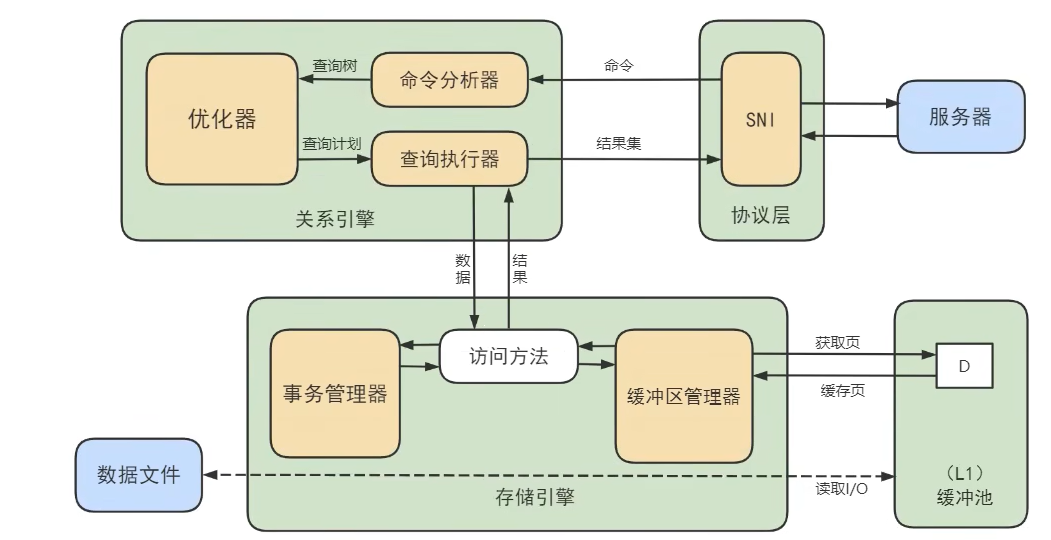 查询树
命令分析器
命令
优化器
SNI
服务器
查询计划
查询执行器
结果集
关系引擎
协议层
数据
结果
访问方法
事务管理器
缓冲区管理器
获取页
D
缓存页
数据文件
读取I/O
存储引擎
（L1）
缓冲池